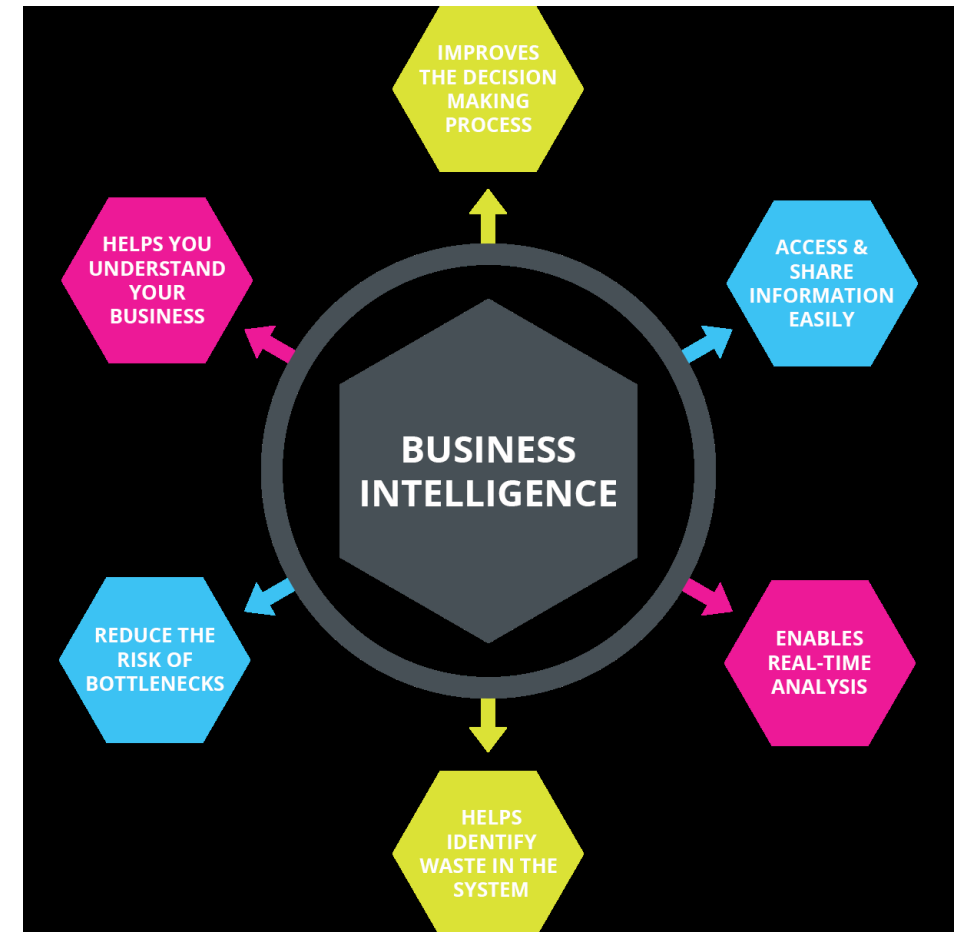 IMPROVES
THE DECISION
MAKING
PROCESS
HELPS YOU
UNDERSTAND
YOUR
BUSINESS
ACCESS &
SHARE
INFORMATION
EASILY
BUSINESS
INTELLIGENCE
REDUCE THE
RISK OF
BOTTLENECKS
ENABLES
REAL-TIME
ANALYSIS
HELPS
IDENTIFY
WASTE IN THE
SYSTEM